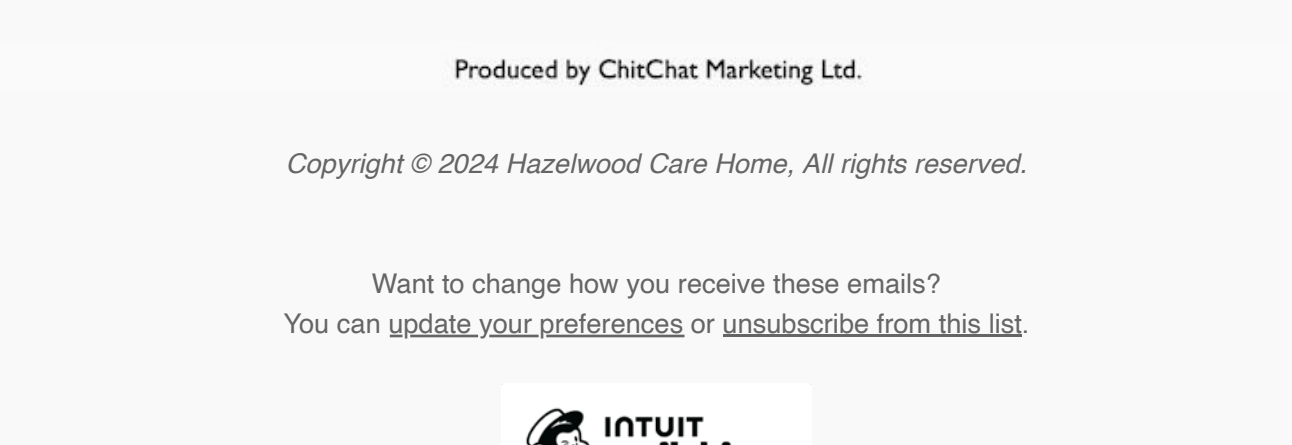 Produced by ChitChat Marketing Ltd.
Copyright © 2024 Hazelwood Care Home, All rights reserved.
Want to change how you receive these emails?
You can update your preferences or unsubscribe from this list.
INTUIT